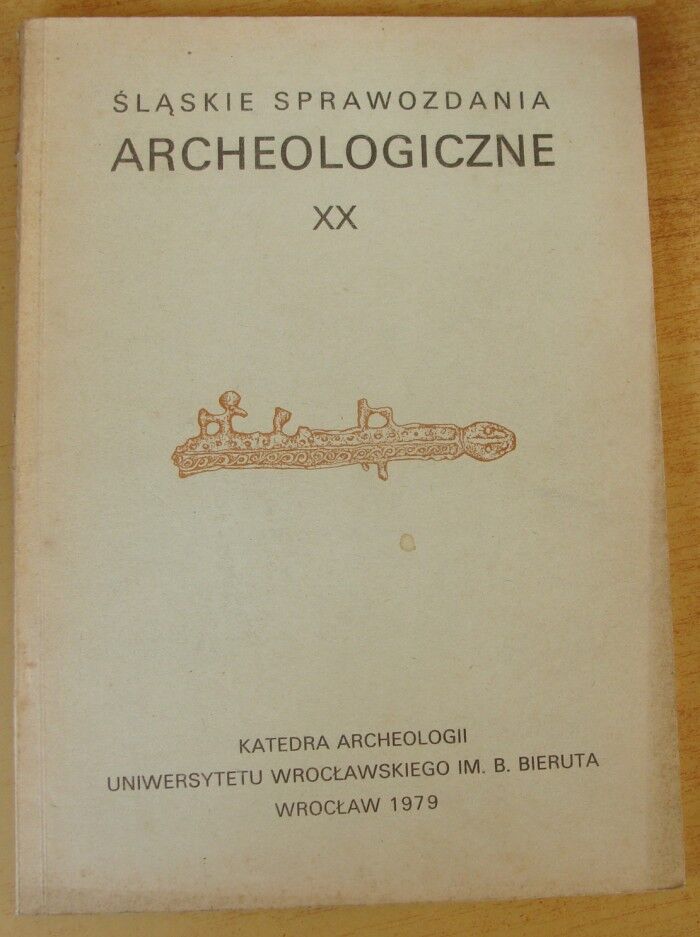 ŚLĄSKIE SPRAWOZDANIA
ARCHEOLOGICZNE
XX
KATEDRA ARCHEOLOGII
UNIWERSYTETU WROCŁAWSKIEGO IM. B. BIERUTA
WROCŁAW 1979